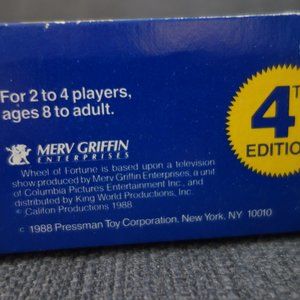 For 2 to 4 players,
ages 8 to adult.
4TH
EDITION
MERV GRIFFIN
ENTERPRISES
Wheel of Fortune is based upon a television
show produced by Merv Griffin Enterprises, a unit
of Columbia Pictures Entertainment Inc., and
distributed by King World Productions, Inc.
© Califon Productions 1988.
© 1988 Pressman Toy Corporation, New York, NY 10010